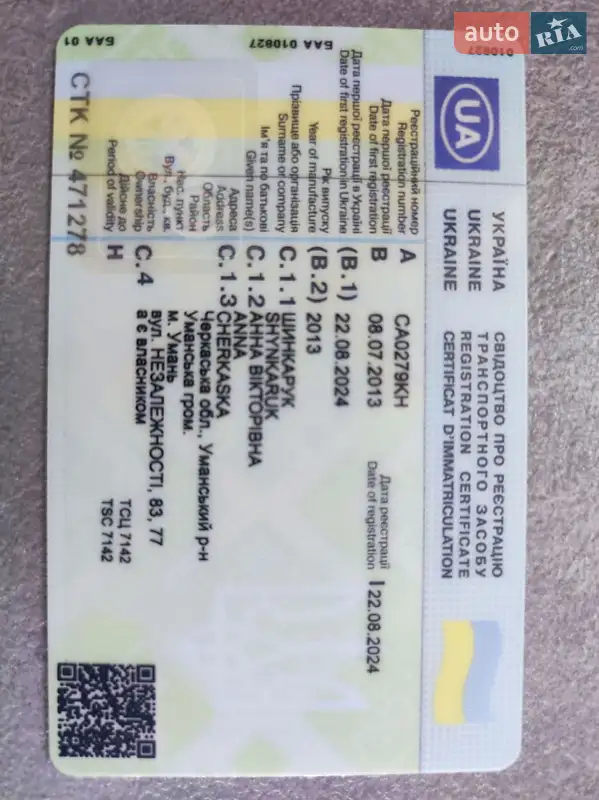 auto RIA .com
БАА 010827
БАА 01
010827
UA
УКРАЇНА
UKRAINE
UKRAINE
СВІДОЦТВО ПРО РЕЄСТРАЦІЮ
ТРАНСПОРТНОГО ЗАСОБУ
REGISTRATION CERTIFICATE
CERTIFICAT D'IMMATRICULATION
Реєстраційний номер
Registration number A CA0279KH
Дата першої реєстрації
Date of first registration B 08.07.2013
Дата реєстрації
Date of registration I 22.08.2024
Дата першої реєстрації в Україні
Date of first registration in Ukraine (B.1) 22.08.2024
Рік випуску
Year of manufacture (B.2) 2013
Прізвище або організація
Surname of company C.1.1 ШИНКАРУК
SHYNKARUK
Ім'я та по батькові
Given name(s) C.1.2 АННА ВІКТОРІВНА
ANNA
Адреса
Address C.1.3 CHERKASKA
Область Черкаська обл., Уманський р-н
Район Уманська гром.
Нас. пункт м. Умань
Вул., буд., кв. вул. НЕЗАЛЕЖНОСТІ, 83, 77
Власність
Ownership C.4 а є власником
Дійсне до
Period of validity H
ТСЦ 7142
TSC 7142
СТК № 471278